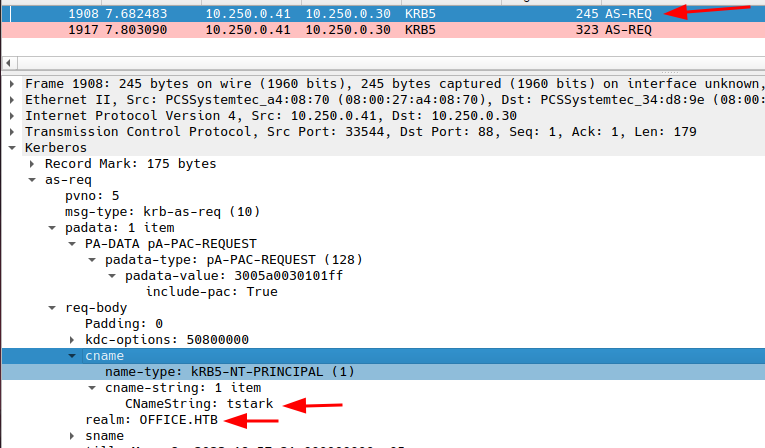 1908 7.682483 10.250.0.41 10.250.0.30 KRB5 245 AS-REQ
1917 7.803090 10.250.0.41 10.250.0.30 KRB5 323 AS-REQ
Frame 1908: 245 bytes on wire (1960 bits), 245 bytes captured (1960 bits) on interface unknown,
Ethernet II, Src: PCSSystemtec_a4:08:70 (08:00:27:a4:08:70), Dst: PCSSystemtec_34:d8:9e (08:00:
Internet Protocol Version 4, Src: 10.250.0.41, Dst: 10.250.0.30
Transmission Control Protocol, Src Port: 33544, Dst Port: 88, Seq: 1, Ack: 1, Len: 179
Kerberos
Record Mark: 175 bytes
as-req
pvno: 5
msg-type: krb-as-req (10)
padata: 1 item
PA-DATA pA-PAC-REQUEST
padata-type: pA-PAC-REQUEST (128)
padata-value: 3005a0030101ff
include-pac: True
req-body
Padding: 0
kdc-options: 50800000
cname
name-type: kRB5-NT-PRINCIPAL (1)
cname-string: 1 item
CNameString: tstark
realm: OFFICE.HTB
sname